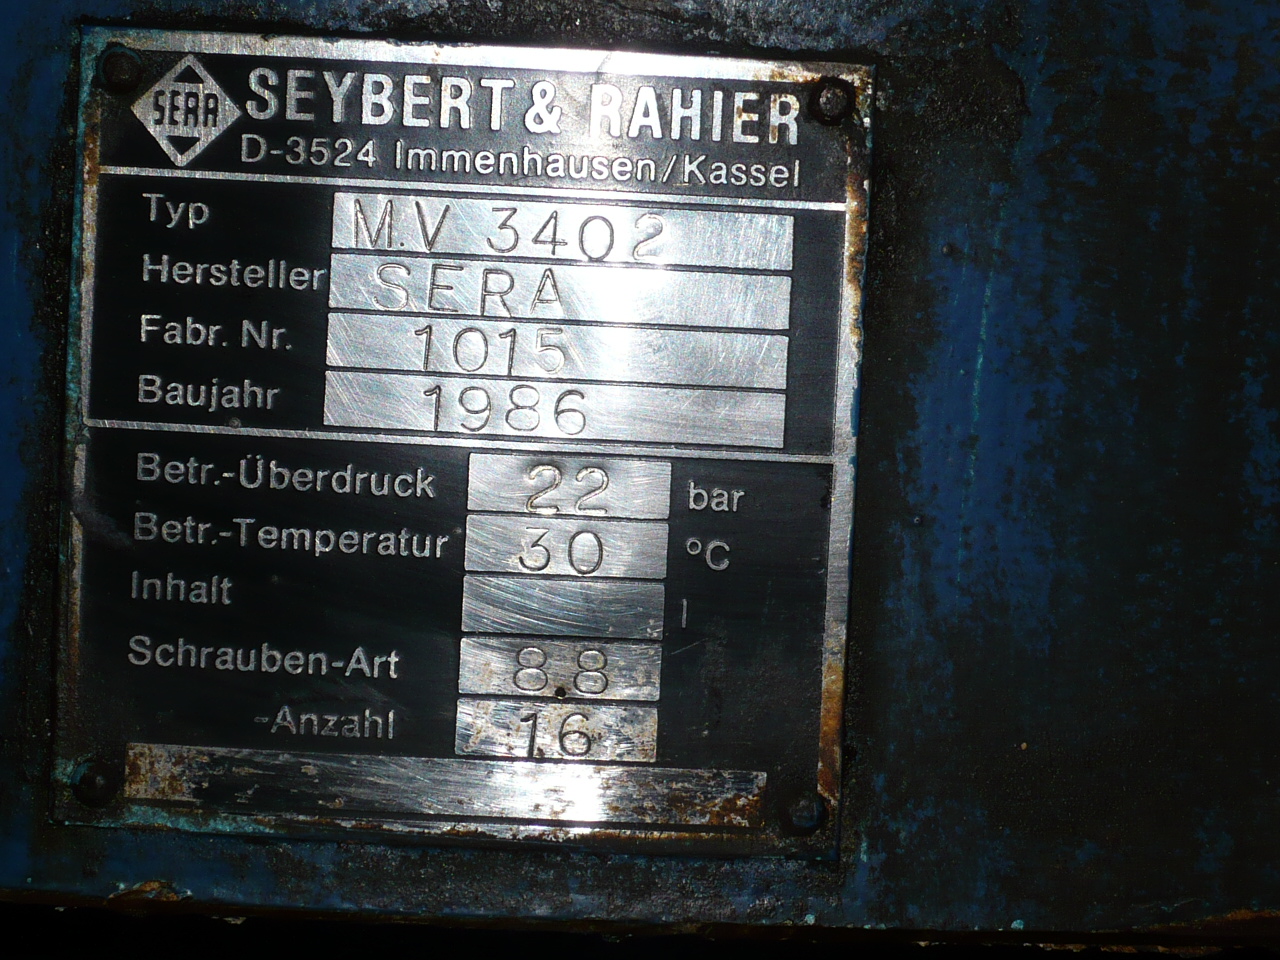 SERA SEYBERT & RAHIER
D-3524 Immenhausen/Kassel
Typ M.V 3402
Hersteller SERA
Fabr. Nr. 1015
Baujahr 1986
Betr.-Überdruck 22 bar
Betr.-Temperatur 30 °C
Inhalt l
Schrauben-Art 8.8
-Anzahl 16